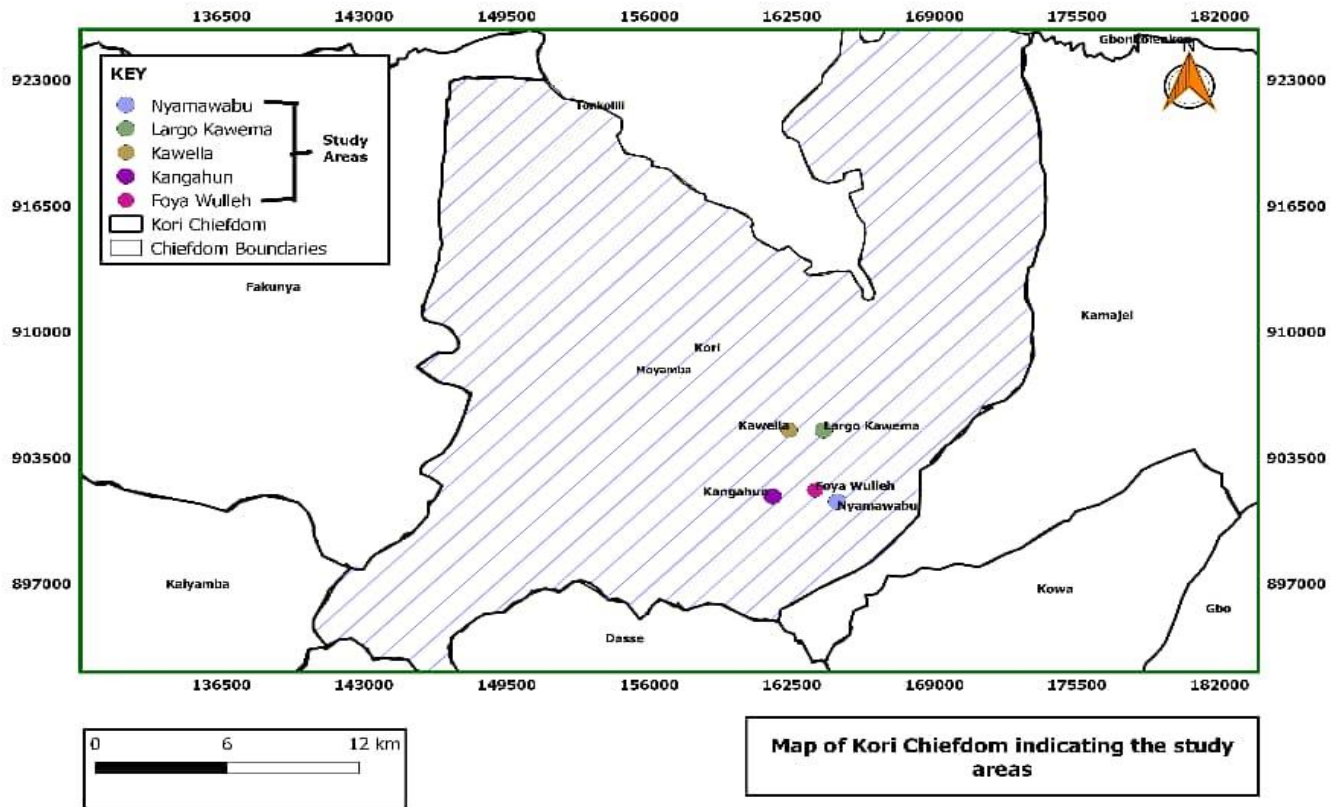 136500 143000 149500 156000 162500 169000 175500 182000
Gbonkolenken
N
923000 923000
KEY
Nyamawabu
Largo Kawema
Kawella
Kangahun
Foya Wulleh
Study
Areas
Kori Chiefdom
Chiefdom Boundaries
Tonkolili
916500 916500
Fakunya
Kamajei
910000 910000
Kori
Moyamba
Kawella Largo Kawema
903500 903500
Kangahun Foya Wulleh
Nyamawabu
897000 897000
Kaiyamba
Kowa
Gbo
Dasse
136500 143000 149500 156000 162500 169000 175500 182000
0 6 12 km
Map of Kori Chiefdom indicating the study
areas